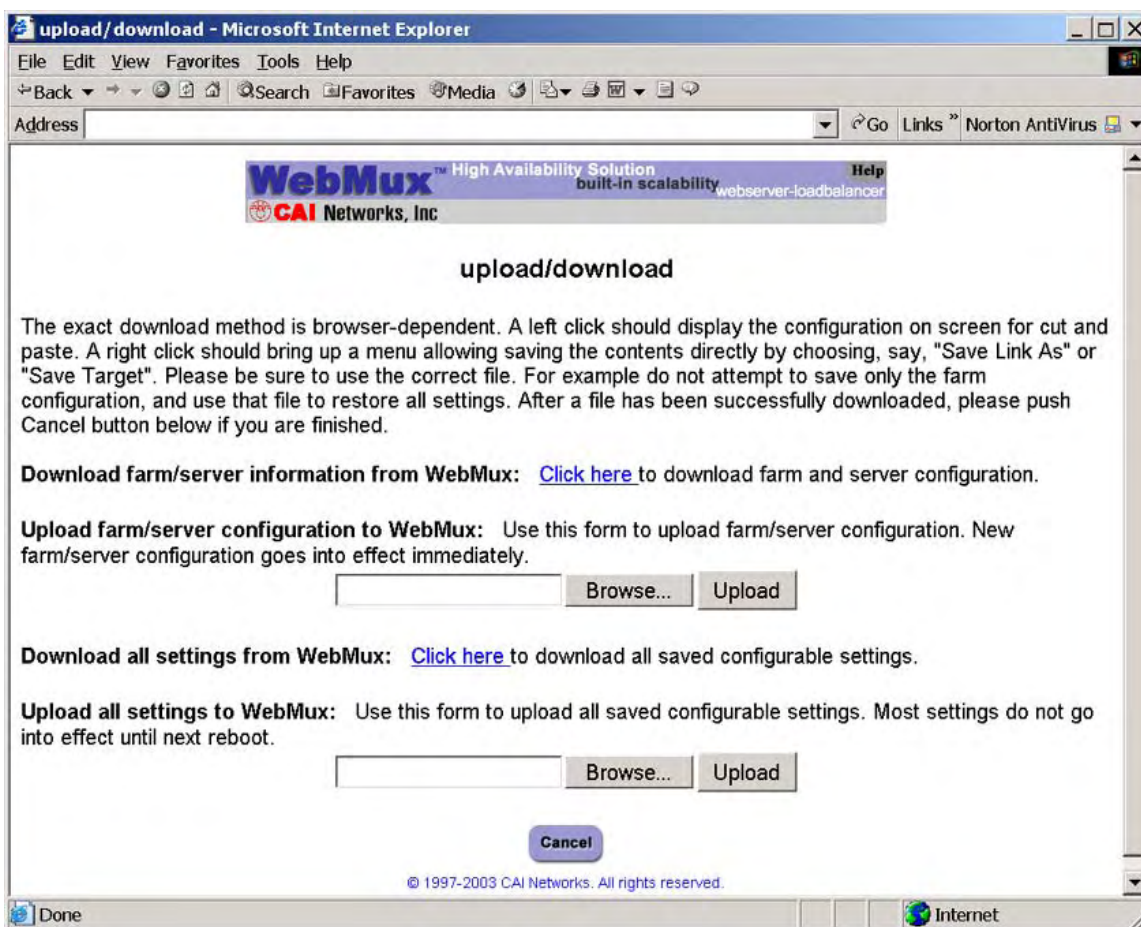 upload/download - Microsoft Internet Explorer
File Edit View Favorites Tools Help
Back Search Favorites Media
Address Go Links » Norton AntiVirus
WebMux™ High Availability Solution Help
built-in scalability
webserver-loadbalancer
CAI Networks, Inc
upload/download
The exact download method is browser-dependent. A left click should display the configuration on screen for cut and
paste. A right click should bring up a menu allowing saving the contents directly by choosing, say, "Save Link As" or
"Save Target". Please be sure to use the correct file. For example do not attempt to save only the farm
configuration, and use that file to restore all settings. After a file has been successfully downloaded, please push
Cancel button below if you are finished.
Download farm/server information from WebMux: Click here to download farm and server configuration.
Upload farm/server configuration to WebMux: Use this form to upload farm/server configuration. New
farm/server configuration goes into effect immediately.
Browse... Upload
Download all settings from WebMux: Click here to download all saved configurable settings.
Upload all settings to WebMux: Use this form to upload all saved configurable settings. Most settings do not go
into effect until next reboot.
Browse... Upload
Cancel
© 1997-2003 CAI Networks. All rights reserved.
Done Internet